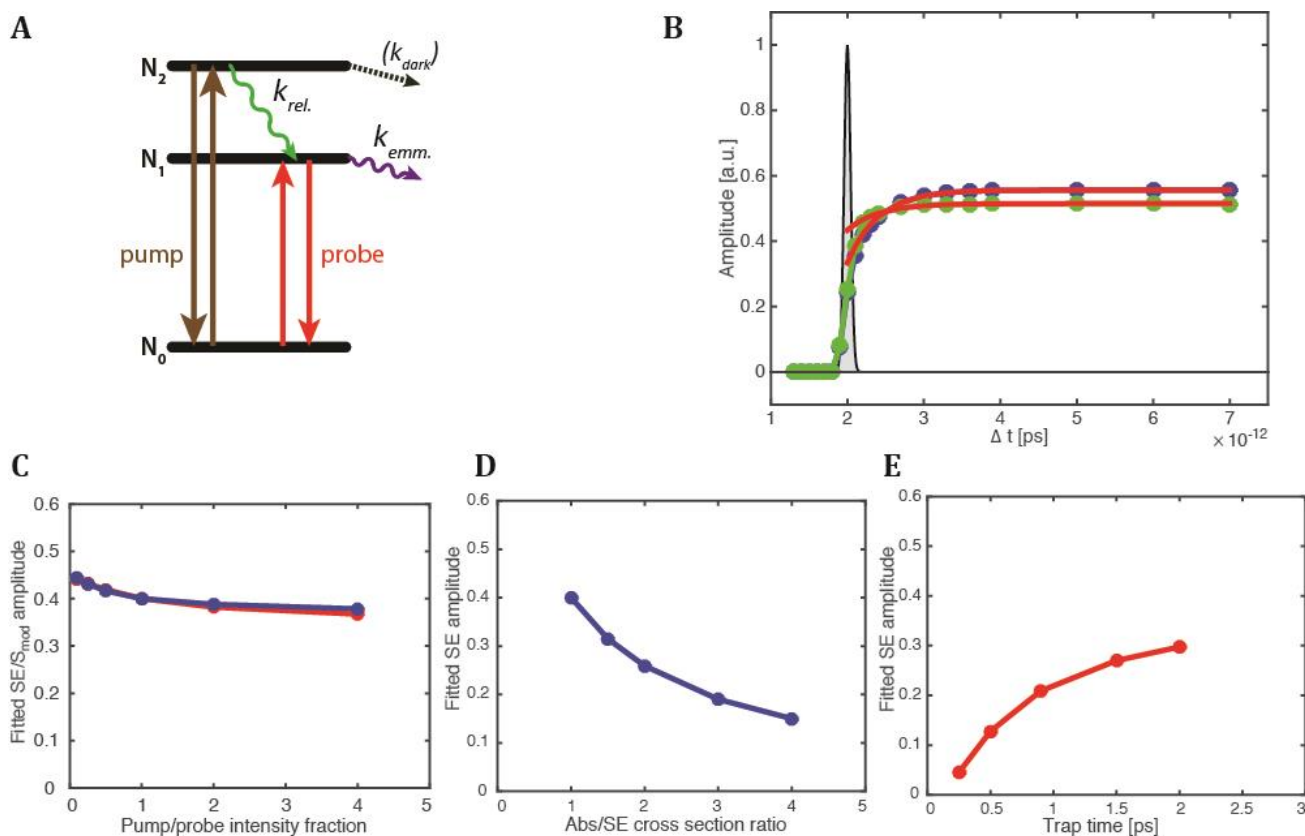 A
N2
(kdark)
krel.
N1
kemm.
pump
probe
N0
B
1
0.8
0.6
0.4
0.2
0
Amplitude [a.u.]
1 2 3 4 5 6 7
Δ t [ps]
× 10-12
C
0.6
0.5
0.4
0.3
0.2
0.1
0
Fitted SE/Smod amplitude
0 1 2 3 4 5
Pump/probe intensity fraction
D
0.6
0.5
0.4
0.3
0.2
0.1
0
Fitted SE amplitude
0 1 2 3 4 5
Abs/SE cross section ratio
E
0.6
0.5
0.4
0.3
0.2
0.1
0
Fitted SE amplitude
0 0.5 1 1.5 2 2.5 3
Trap time [ps]